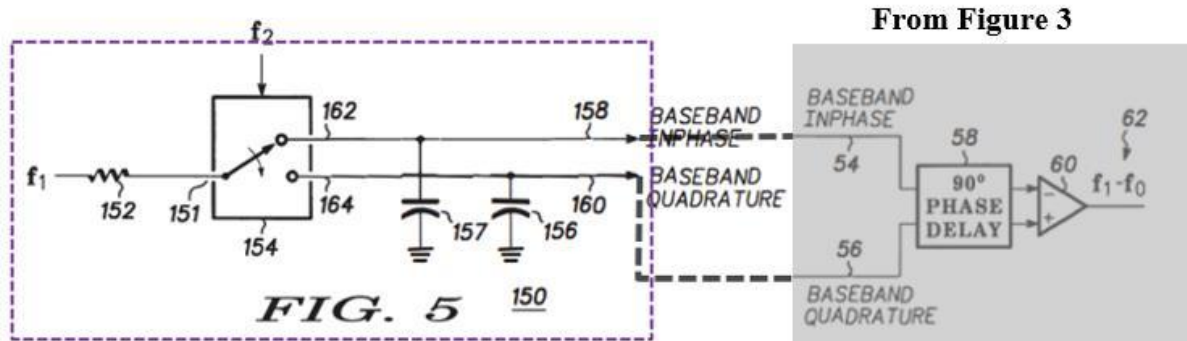 From Figure 3
f₂
162
158
BASEBAND
INPHASE
BASEBAND
INPHASE
54
58
62
f₁
152
151
164
160
BASEBAND
QUADRATURE
90°
PHASE
DELAY
−
+
60
f₁-f₀
154
157
156
56
BASEBAND
QUADRATURE
FIG. 5
150